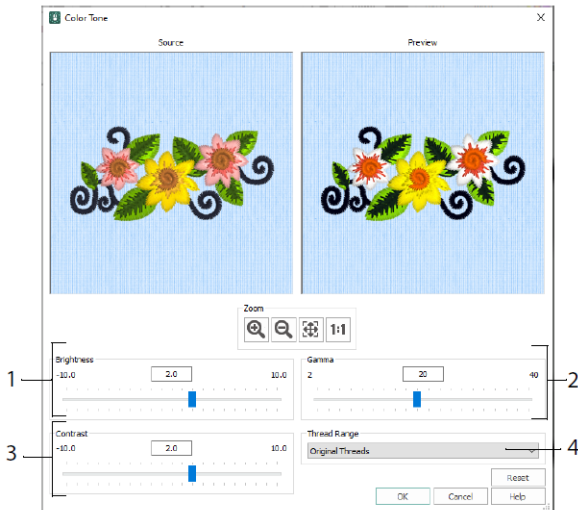 Color Tone
Source Preview
Zoom
1:1
Brightness
-10.0 2.0 10.0
Gamma
2 20 40
1
2
Contrast
-10.0 2.0 10.0
Thread Range
Original Threads
3
4
Reset
OK Cancel Help